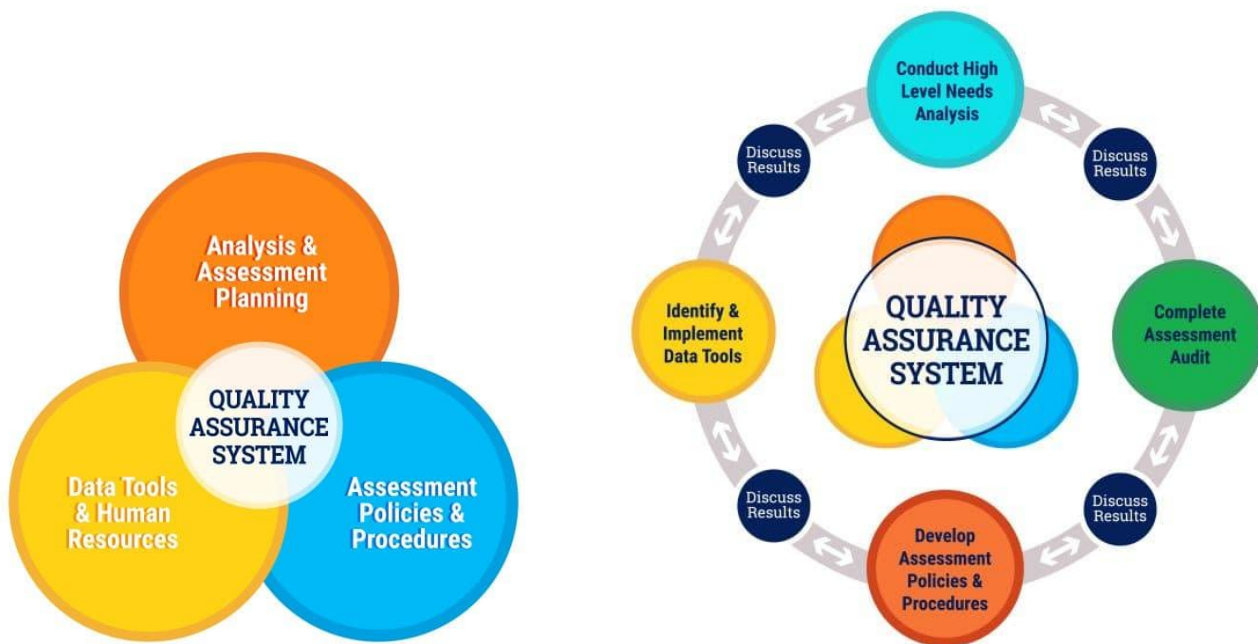 Analysis &
Assessment
Planning
QUALITY
ASSURANCE
SYSTEM
Data Tools
& Human
Resources
Assessment
Policies &
Procedures
Conduct High
Level Needs
Analysis
Discuss
Results
Discuss
Results
Identify &
Implement
Data Tools
QUALITY
ASSURANCE
SYSTEM
Complete
Assessment
Audit
Discuss
Results
Discuss
Results
Develop
Assessment
Policies &
Procedures